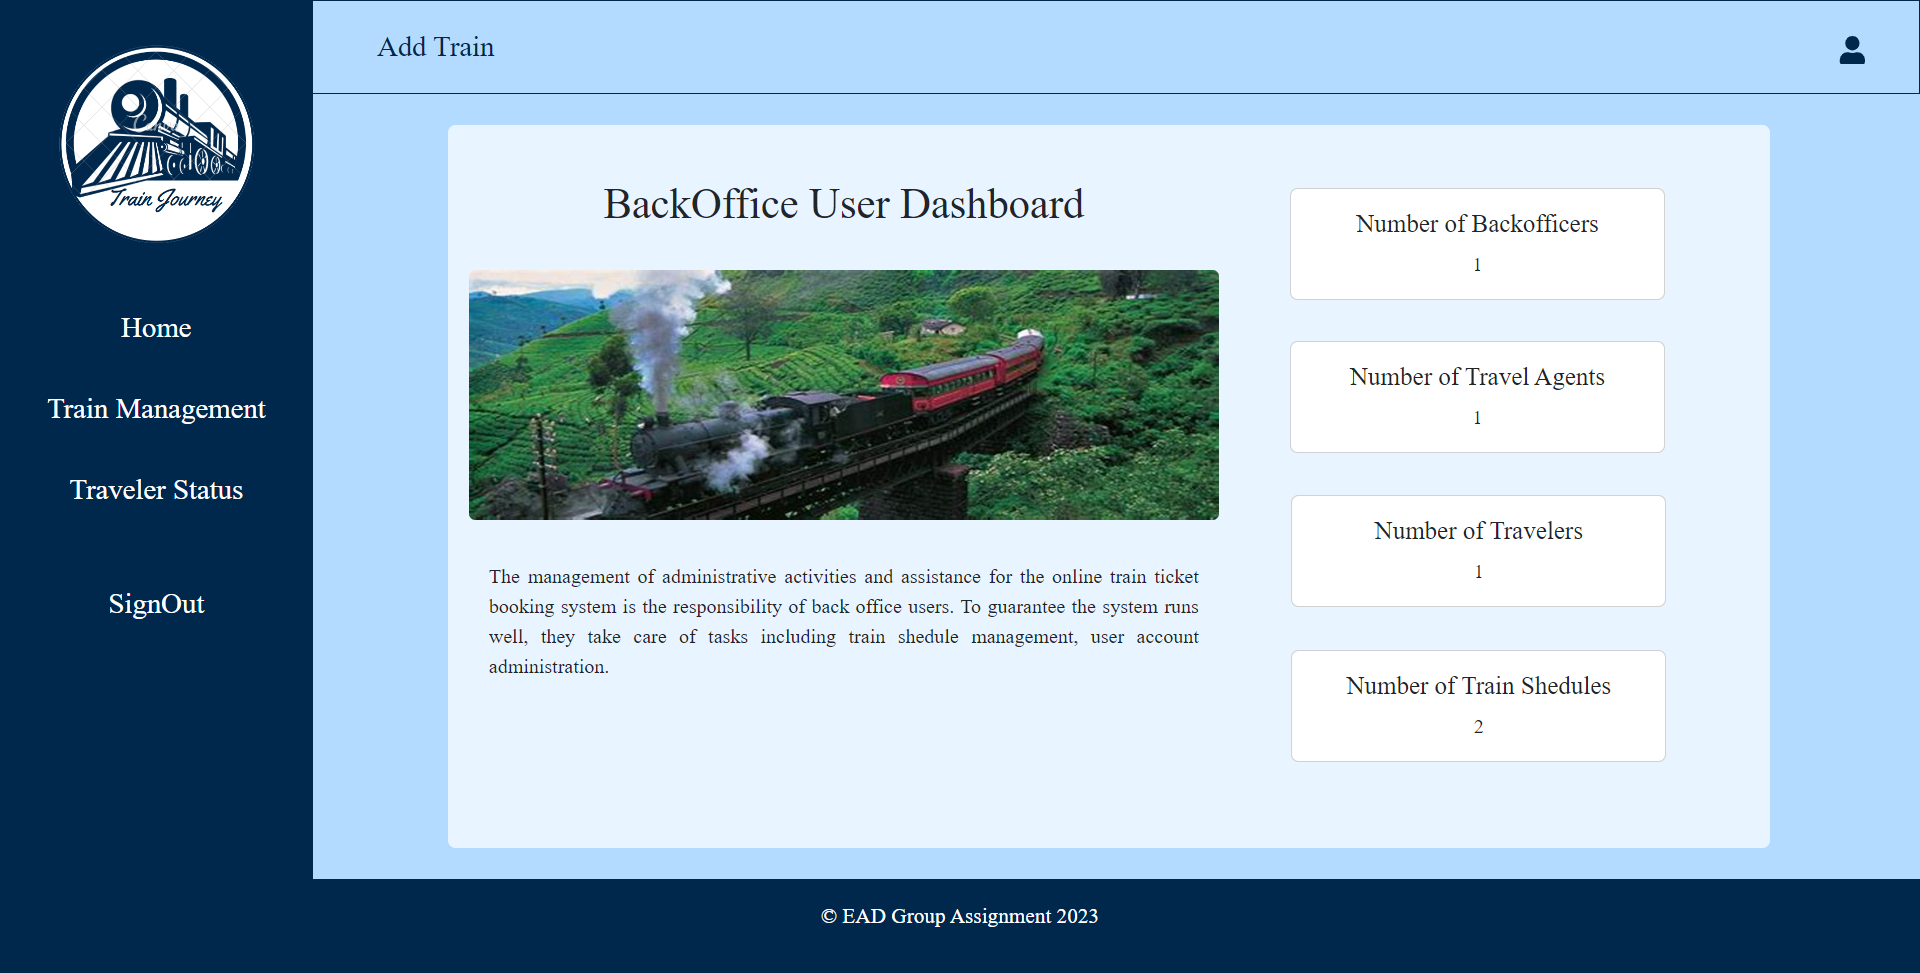 Add Train
Train Journey
Home
Train Management
Traveler Status
SignOut
BackOffice User Dashboard
The management of administrative activities and assistance for the online train ticket
booking system is the responsibility of back office users. To guarantee the system runs
well, they take care of tasks including train shedule management, user account
administration.
Number of Backofficers
1
Number of Travel Agents
1
Number of Travelers
1
Number of Train Shedules
2
© EAD Group Assignment 2023